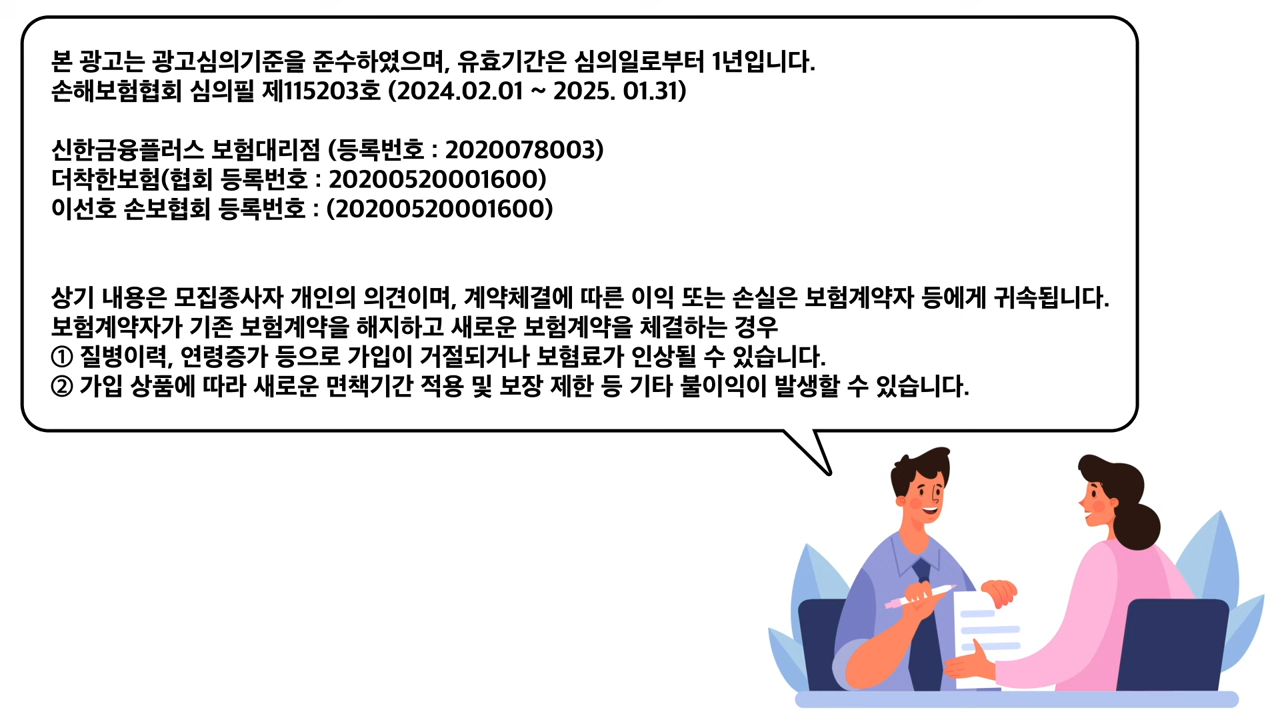 본 광고는 광고심의기준을 준수하였으며, 유효기간은 심의일로부터 1년입니다.
손해보험협회 심의필 제115203호 (2024.02.01 ~ 2025. 01.31)
신한금융플러스 보험대리점 (등록번호 : 2020078003)
더착한보험(협회 등록번호 : 20200520001600)
이선호 손보협회 등록번호 : (20200520001600)
상기 내용은 모집종사자 개인의 의견이며, 계약체결에 따른 이익 또는 손실은 보험계약자 등에게 귀속됩니다.
보험계약자가 기존 보험계약을 해지하고 새로운 보험계약을 체결하는 경우
① 질병이력, 연령증가 등으로 가입이 거절되거나 보험료가 인상될 수 있습니다.
② 가입 상품에 따라 새로운 면책기간 적용 및 보장 제한 등 기타 불이익이 발생할 수 있습니다.